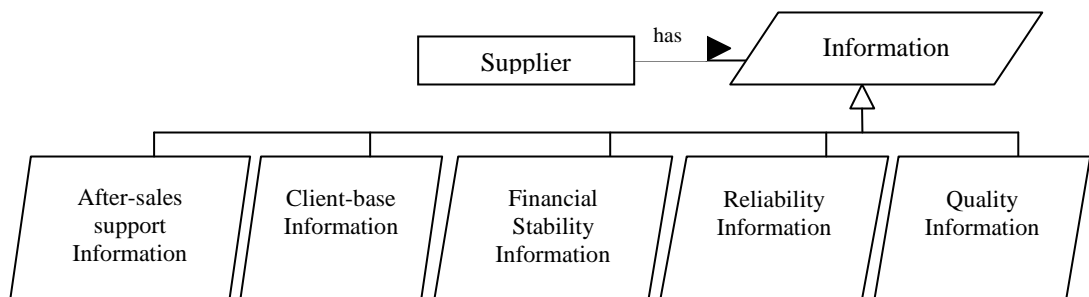 has
Supplier
Information
After-sales
support
Information
Client-base
Information
Financial
Stability
Information
Reliability
Information
Quality
Information